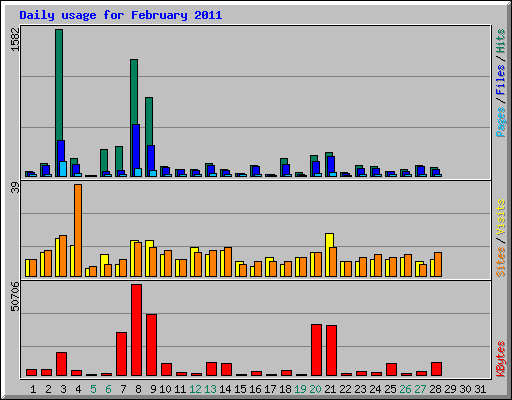 Daily usage for February 2011
1582
Pages / Files / Hits
39
Sites / Visits
50706
KBytes
1 2 3 4 5 6 7 8 9 10 11 12 13 14 15 16 17 18 19 20 21 22 23 24 25 26 27 28 29 30 31